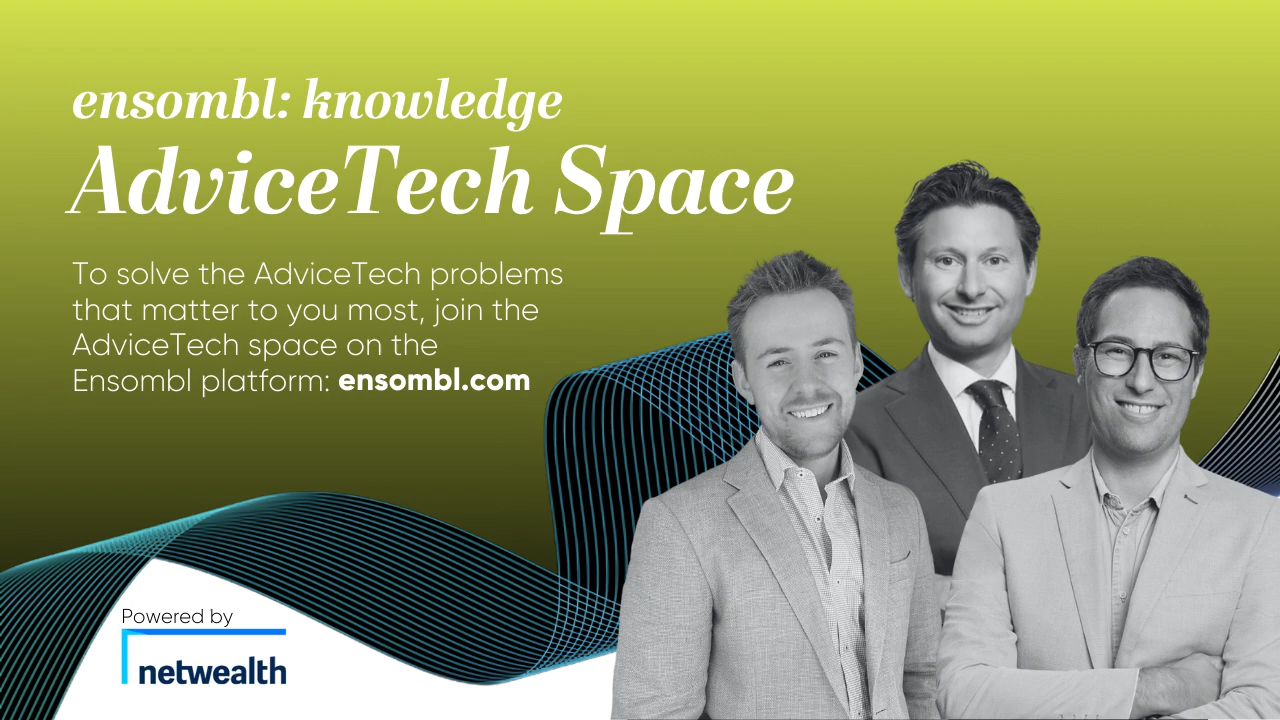 ensombl: knowledge
AdviceTech Space
To solve the AdviceTech problems
that matter to you most, join the
AdviceTech space on the
Ensombl platform: ensombl.com
Powered by
netwealth